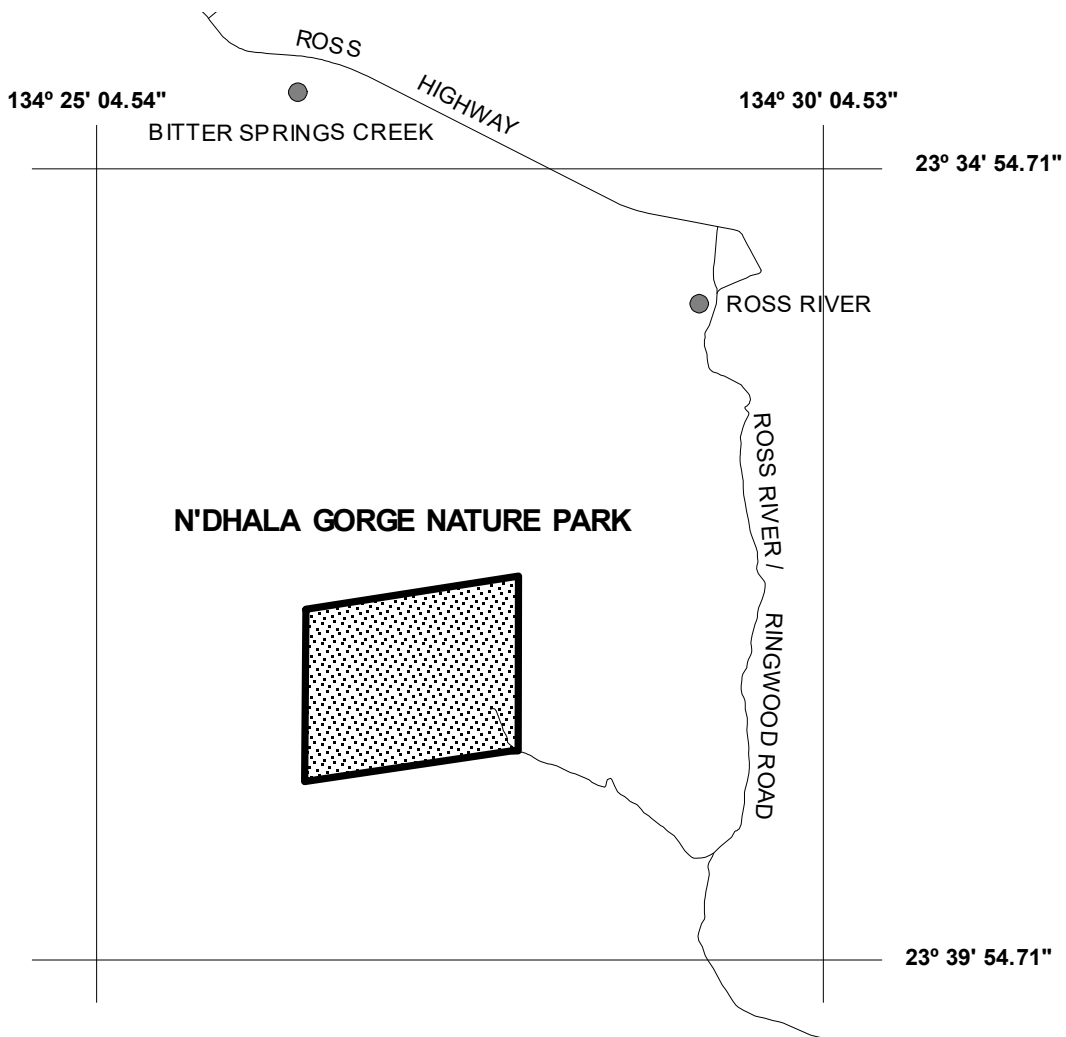 ROSS
HIGHWAY
134º 25' 04.54"
134º 30' 04.53"
BITTER SPRINGS CREEK
23º 34' 54.71"
ROSS RIVER
ROSS RIVER /
RINGWOOD ROAD
N'DHALA GORGE NATURE PARK
23º 39' 54.71"